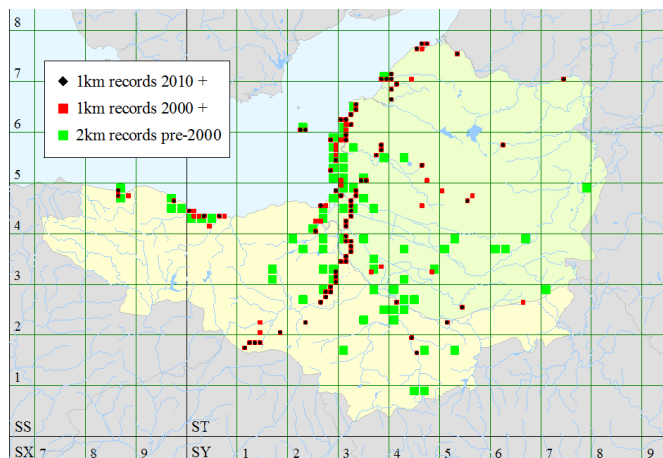 8
7
◆ 1km records 2010 +
■ 1km records 2000 +
■ 2km records pre-2000
6
5
4
3
2
1
SS ST
SX 7 8 9 SY 1 2 3 4 5 6 7 8 9